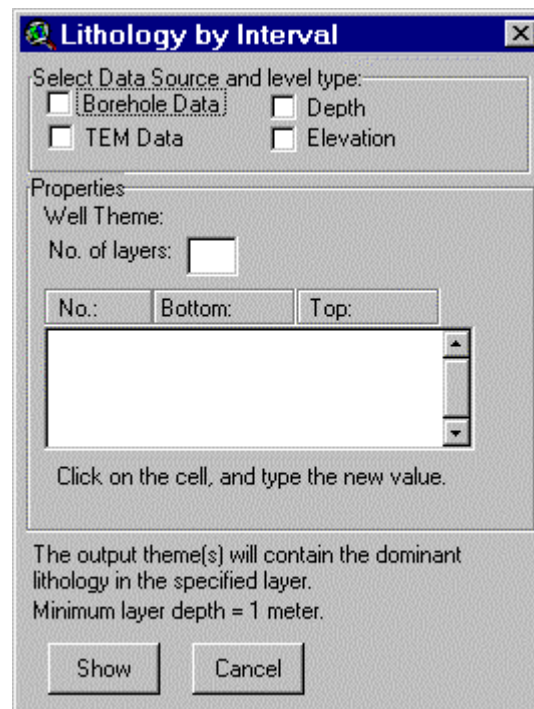 Lithology by Interval
Select Data Source and level type:
Borehole Data Depth
TEM Data Elevation
Properties
Well Theme:
No. of layers:
No.: Bottom: Top:
Click on the cell, and type the new value.
The output theme(s) will contain the dominant
lithology in the specified layer.
Minimum layer depth = 1 meter.
Show Cancel